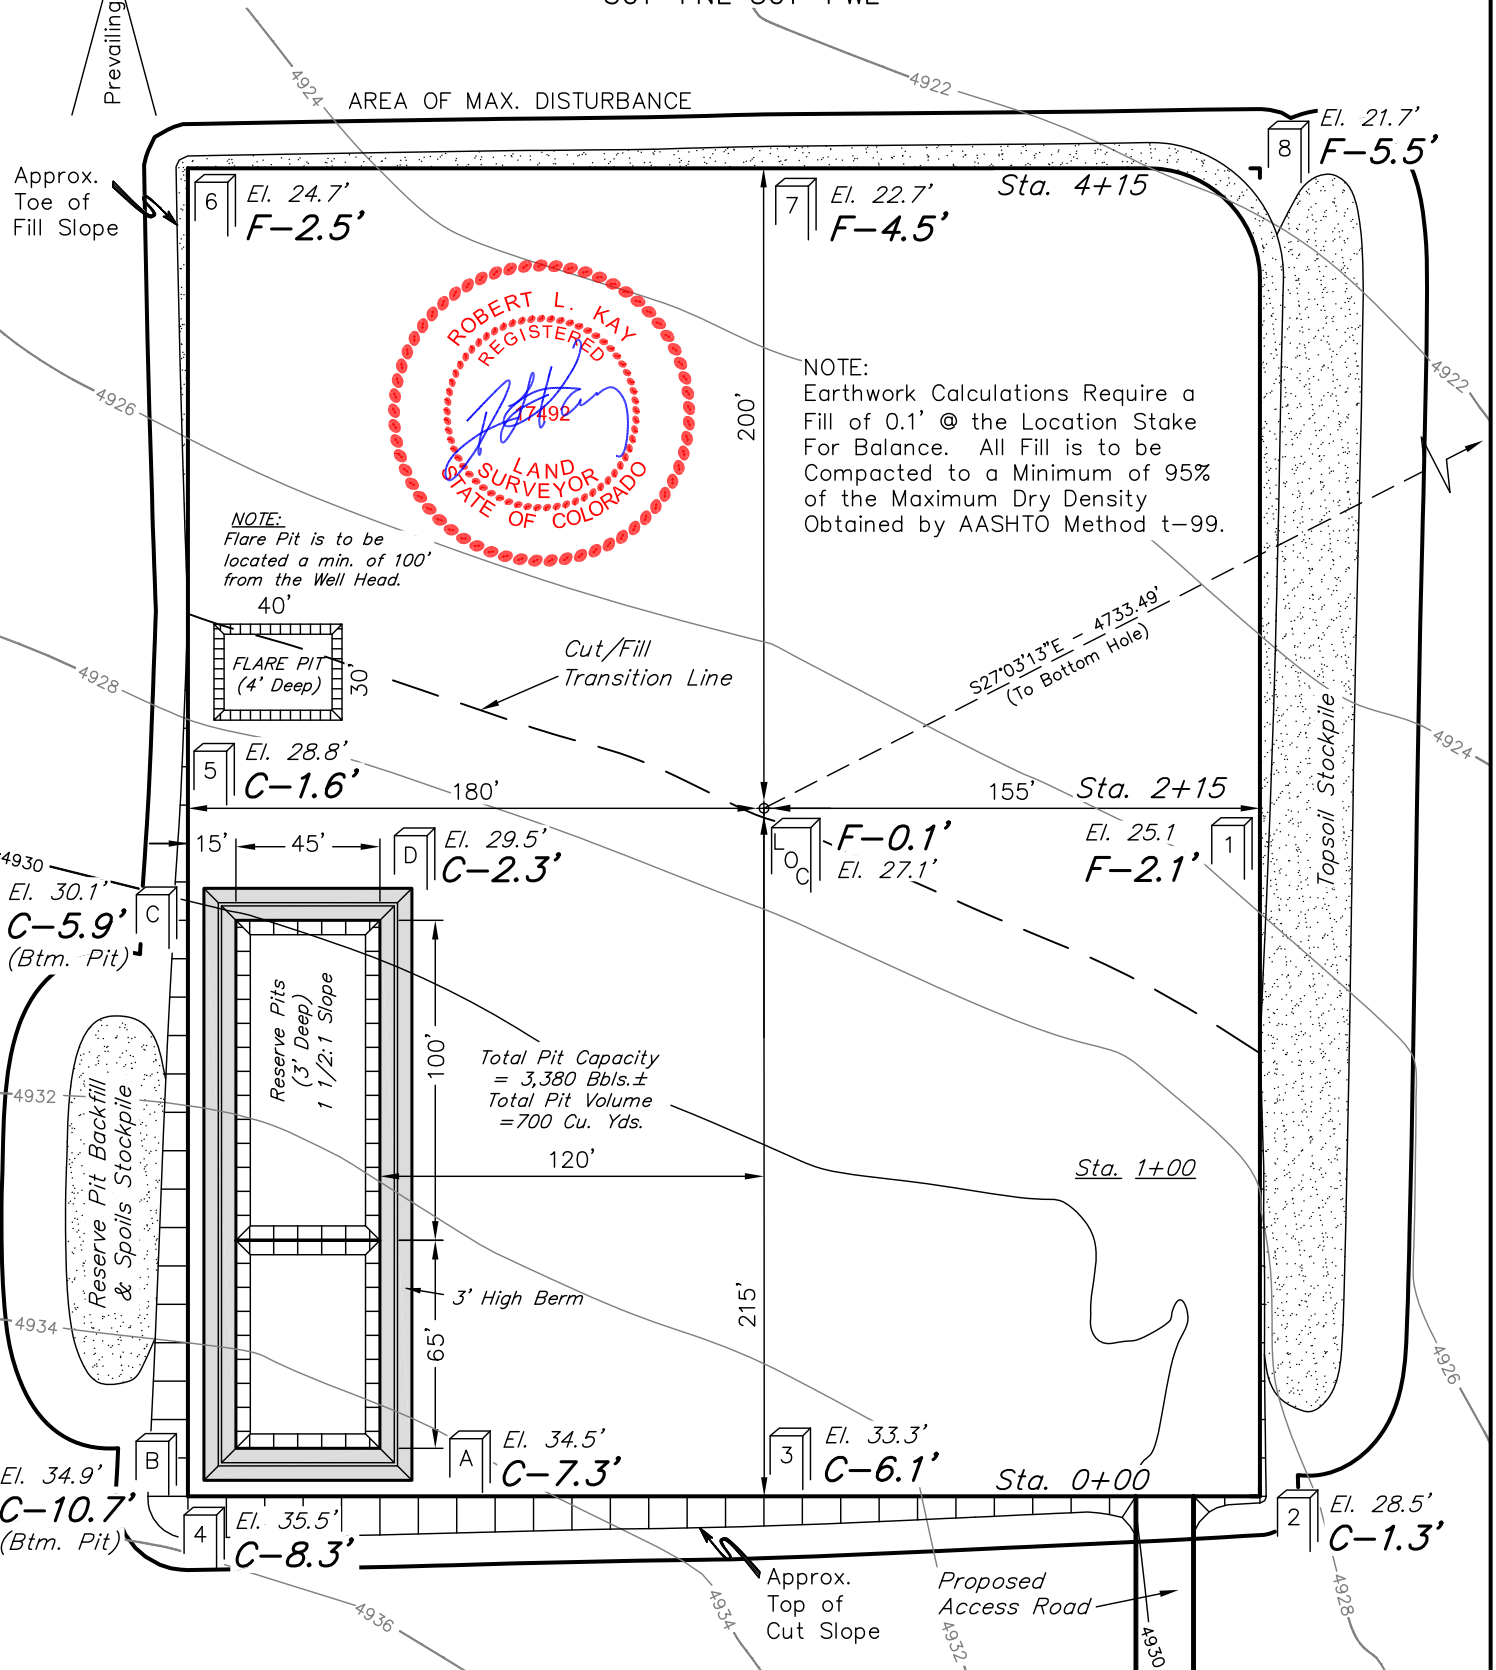 Prevailing
AREA OF MAX. DISTURBANCE
4924
4922
8
El. 21.7'
F-5.5'
Approx.
Toe of
Fill Slope
6
El. 24.7'
F-2.5'
7
El. 22.7'
F-4.5'
Sta. 4+15
ROBERT L. KAY
REGISTERED
17492
LAND
SURVEYOR
STATE OF COLORADO
200'
NOTE:
Earthwork Calculations Require a
Fill of 0.1' @ the Location Stake
For Balance. All Fill is to be
Compacted to a Minimum of 95%
of the Maximum Dry Density
Obtained by AASHTO Method t-99.
4926
4922
NOTE:
Flare Pit is to be
located a min. of 100'
from the Well Head.
40'
FLARE PIT
(4' Deep)
30'
Cut/Fill
Transition Line
S27°03'13"E - 4733.49'
(To Bottom Hole)
4928
4924
Topsoil Stockpile
5
El. 28.8'
C-1.6'
180'
155'
Sta. 2+15
15'
45'
D
El. 29.5'
C-2.3'
LOC
F-0.1'
El. 27.1'
El. 25.1
F-2.1'
1
4930
El. 30.1'
C-5.9'
(Btm. Pit)
C
Reserve Pits
(3' Deep)
1 1/2:1 Slope
100'
Total Pit Capacity
= 3,380 Bbls.±
Total Pit Volume
=700 Cu. Yds.
4932
Reserve Pit Backfill
& Spoils Stockpile
120'
Sta. 1+00
3' High Berm
65'
215'
4934
4926
B
El. 34.9'
C-10.7'
(Btm. Pit)
A
El. 34.5'
C-7.3'
3
El. 33.3'
C-6.1'
Sta. 0+00
4
El. 35.5'
C-8.3'
2
El. 28.5'
C-1.3'
Approx.
Top of
Cut Slope
Proposed
Access Road
4936
4934
4932
4930
4928